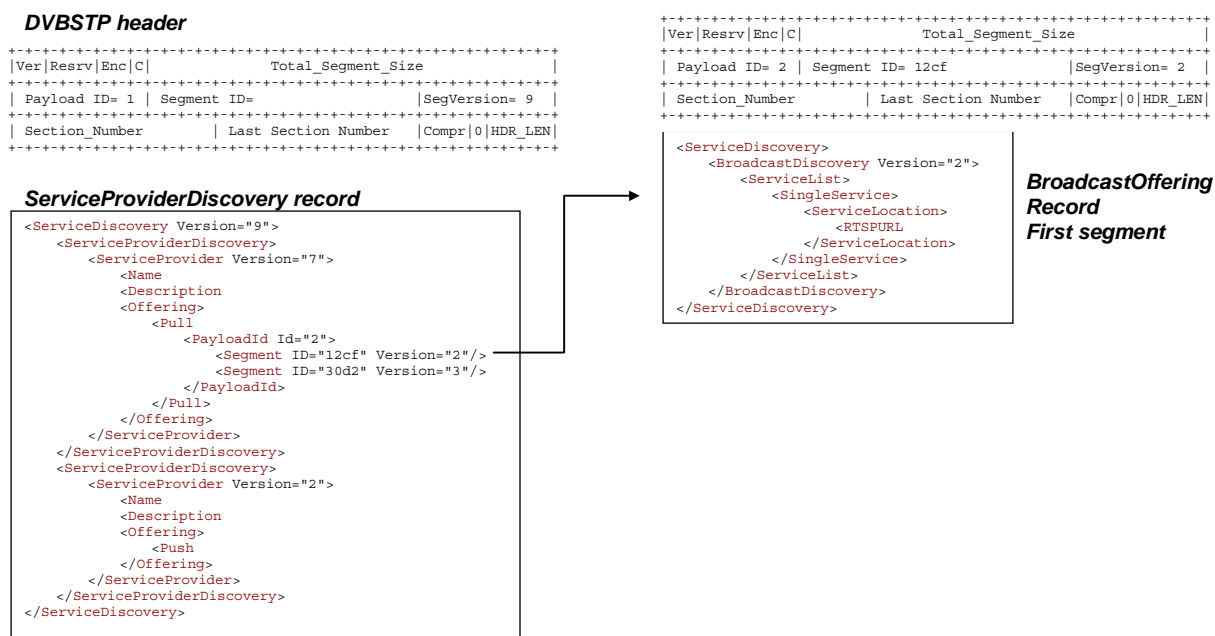 DVBSTP header
+-+-+-+-+-+-+-+-+-+-+-+-+-+-+-+-+-+-+-+-+-+-+-+-+-+-+-+-+-+-+-+-+
|Ver|Resrv|Enc|C| Total_Segment_Size |
+-+-+-+-+-+-+-+-+-+-+-+-+-+-+-+-+-+-+-+-+-+-+-+-+-+-+-+-+-+-+-+-+
| Payload ID= 1 | Segment ID= |SegVersion= 9 |
+-+-+-+-+-+-+-+-+-+-+-+-+-+-+-+-+-+-+-+-+-+-+-+-+-+-+-+-+-+-+-+-+
| Section_Number | Last Section Number |Compr|0|HDR_LEN|
+-+-+-+-+-+-+-+-+-+-+-+-+-+-+-+-+-+-+-+-+-+-+-+-+-+-+-+-+-+-+-+-+
ServiceProviderDiscovery record
<ServiceDiscovery Version="9">
<ServiceProviderDiscovery>
<ServiceProvider Version="7">
<Name
<Description
<Offering>
<Pull
<PayloadId Id="2">
<Segment ID="12cf" Version="2"/>
<Segment ID="30d2" Version="3"/>
</PayloadId>
</Pull>
</Offering>
</ServiceProvider>
</ServiceProviderDiscovery>
<ServiceProviderDiscovery>
<ServiceProvider Version="2">
<Name
<Description
<Offering>
<Push
</Offering>
</ServiceProvider>
</ServiceProviderDiscovery>
</ServiceDiscovery>
+-+-+-+-+-+-+-+-+-+-+-+-+-+-+-+-+-+-+-+-+-+-+-+-+-+-+-+-+-+-+-+-+
|Ver|Resrv|Enc|C| Total_Segment_Size |
+-+-+-+-+-+-+-+-+-+-+-+-+-+-+-+-+-+-+-+-+-+-+-+-+-+-+-+-+-+-+-+-+
| Payload ID= 2 | Segment ID= 12cf |SegVersion= 2 |
+-+-+-+-+-+-+-+-+-+-+-+-+-+-+-+-+-+-+-+-+-+-+-+-+-+-+-+-+-+-+-+-+
| Section_Number | Last Section Number |Compr|0|HDR_LEN|
+-+-+-+-+-+-+-+-+-+-+-+-+-+-+-+-+-+-+-+-+-+-+-+-+-+-+-+-+-+-+-+-+
<ServiceDiscovery>
<BroadcastDiscovery Version="2">
<ServiceList>
<SingleService>
<ServiceLocation>
<RTSPURL
</ServiceLocation>
</SingleService>
</ServiceList>
</BroadcastDiscovery>
</ServiceDiscovery>
BroadcastOffering
Record
First segment